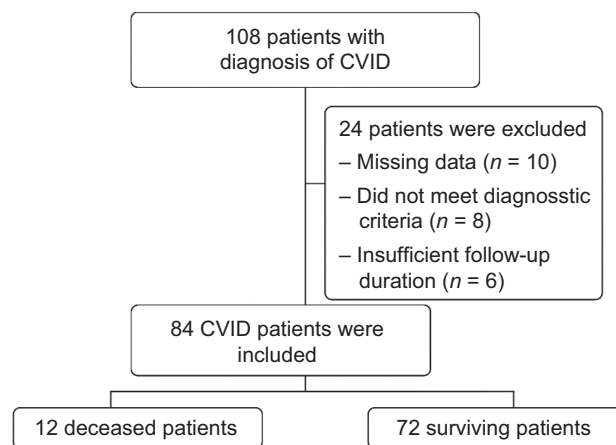 108 patients with
diagnosis of CVID
24 patients were excluded
– Missing data (n = 10)
– Did not meet diagnosstic
criteria (n = 8)
– Insufficient follow-up
duration (n = 6)
84 CVID patients were
included
12 deceased patients
72 surviving patients